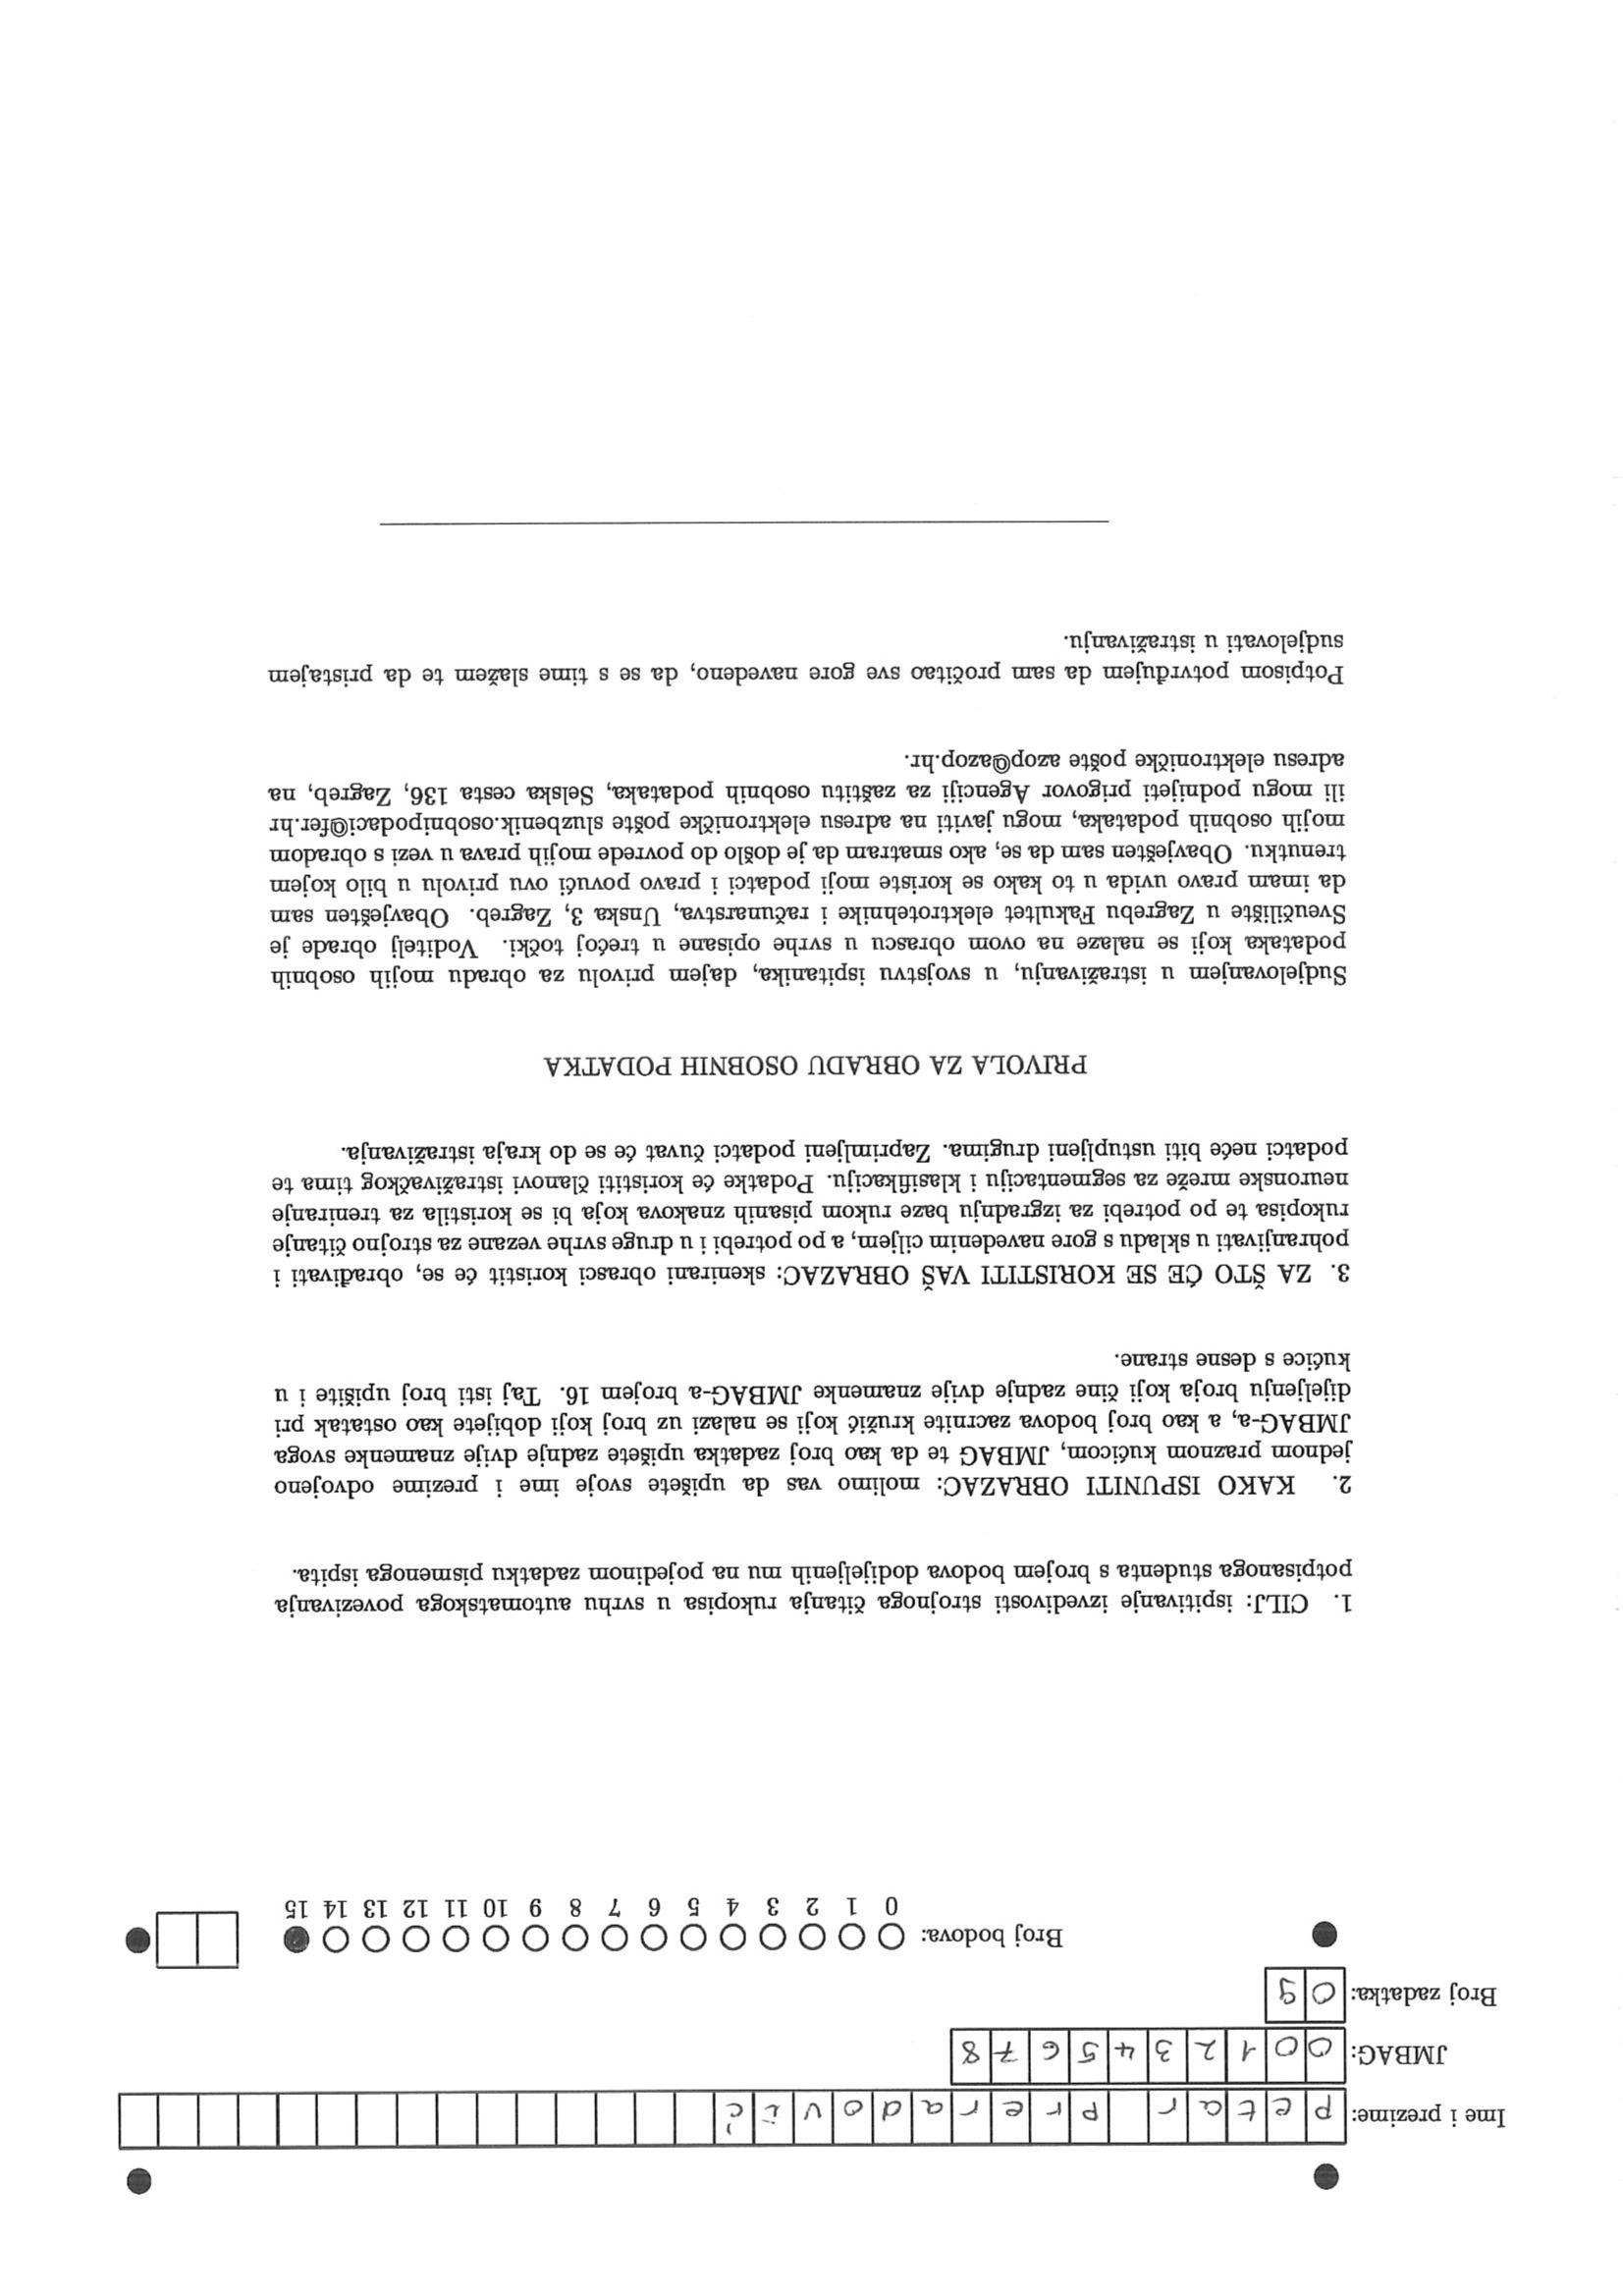 Ime i prezime: Petar Prerradović
JMBAG: 0012345678
Broj zadatka: 09
Broj bodova:
0 1 2 3 4 5 6 7 8 9 10 11 12 13 14 15
1. CILJ: ispitivanje izvedivosti strojnoga čitanja rukopisa u svrhu automatskoga povezivanja
potpisanoga studenta s brojem bodova dodijeljenih mu na pojedinom zadatku pismenoga ispita.
2. KAKO ISPUNITI OBRAZAC: molimo vas da upišete svoje ime i prezime odvojeno
jednom praznom kućicom, JMBAG te da kao broj zadatka upišete zadnje dvije znamenke svoga
JMBAG-a, a kao broj bodova zacrnite kružić koji se nalazi uz broj koji dobijete kao ostatak pri
dijeljenju broja koji čine zadnje dvije znamenke JMBAG-a brojem 16. Taj isti broj upišite i u
kućice s desne strane.
3. ZA ŠTO ĆE SE KORISTITI VAŠ OBRAZAC: skenirani obrasci koristit će se, obrađivati i
pohranjivati u skladu s gore navedenim ciljem, a po potrebi i u druge svrhe vezane za strojno čitanje
rukopisa te po potrebi za izgradnju baze rukom pisanih znakova koja bi se koristila za treniranje
neuronske mreže za segmentaciju i klasifikaciju. Podatke će koristiti članovi istraživačkog tima te
podatci neće biti ustupljeni drugima. Zaprimljeni podatci čuvat će se do kraja istraživanja.
PRIVOLA ZA OBRADU OSOBNIH PODATKA
Sudjelovanjem u istraživanju, u svojstvu ispitanika, dajem privolu za obradu mojih osobnih
podataka koji se nalaze na ovom obrascu u svrhe opisane u trećoj točki. Voditelj obrade je
Sveučilište u Zagrebu Fakultet elektrotehnike i računarstva, Unska 3, Zagreb. Obavješten sam
da imam pravo uvida u to kako se koriste moji podatci i pravo povući ovu privolu u bilo kojem
trenutku. Obavješten sam da se, ako smatram da je došlo do povrede mojih prava u vezi s obradom
mojih osobnih podataka, mogu javiti na adresu elektroničke pošte sluzbenik.osobnipodaci@fer.hr
ili mogu podnijeti prigovor Agenciji za zaštitu osobnih podataka, Selska cesta 136, Zagreb, na
adresu elektroničke pošte azop@azop.hr.
Potpisom potvrđujem da sam pročitao sve gore navedeno, da se s time slažem te da pristajem
sudjelovati u istraživanju.